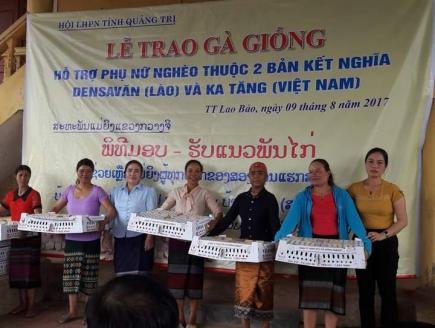 HỘI LHPN TỈNH QUẢNG TRỊ
LỄ TRAO GÀ GIỐNG
HỖ TRỢ PHỤ NỮ NGHÈO THUỘC 2 BẢN KẾT NGHĨA
DENSAVẲN (LÀO) VÀ KA TĂNG (VIỆT NAM)
TT Lao Bảo, ngày 09 tháng 8 năm 2017
ສະຫະພັນແມ່ຍິງແຂວງກວາງຈີ
ພິທີມອບ - ຮັບແນວພັນໄກ່